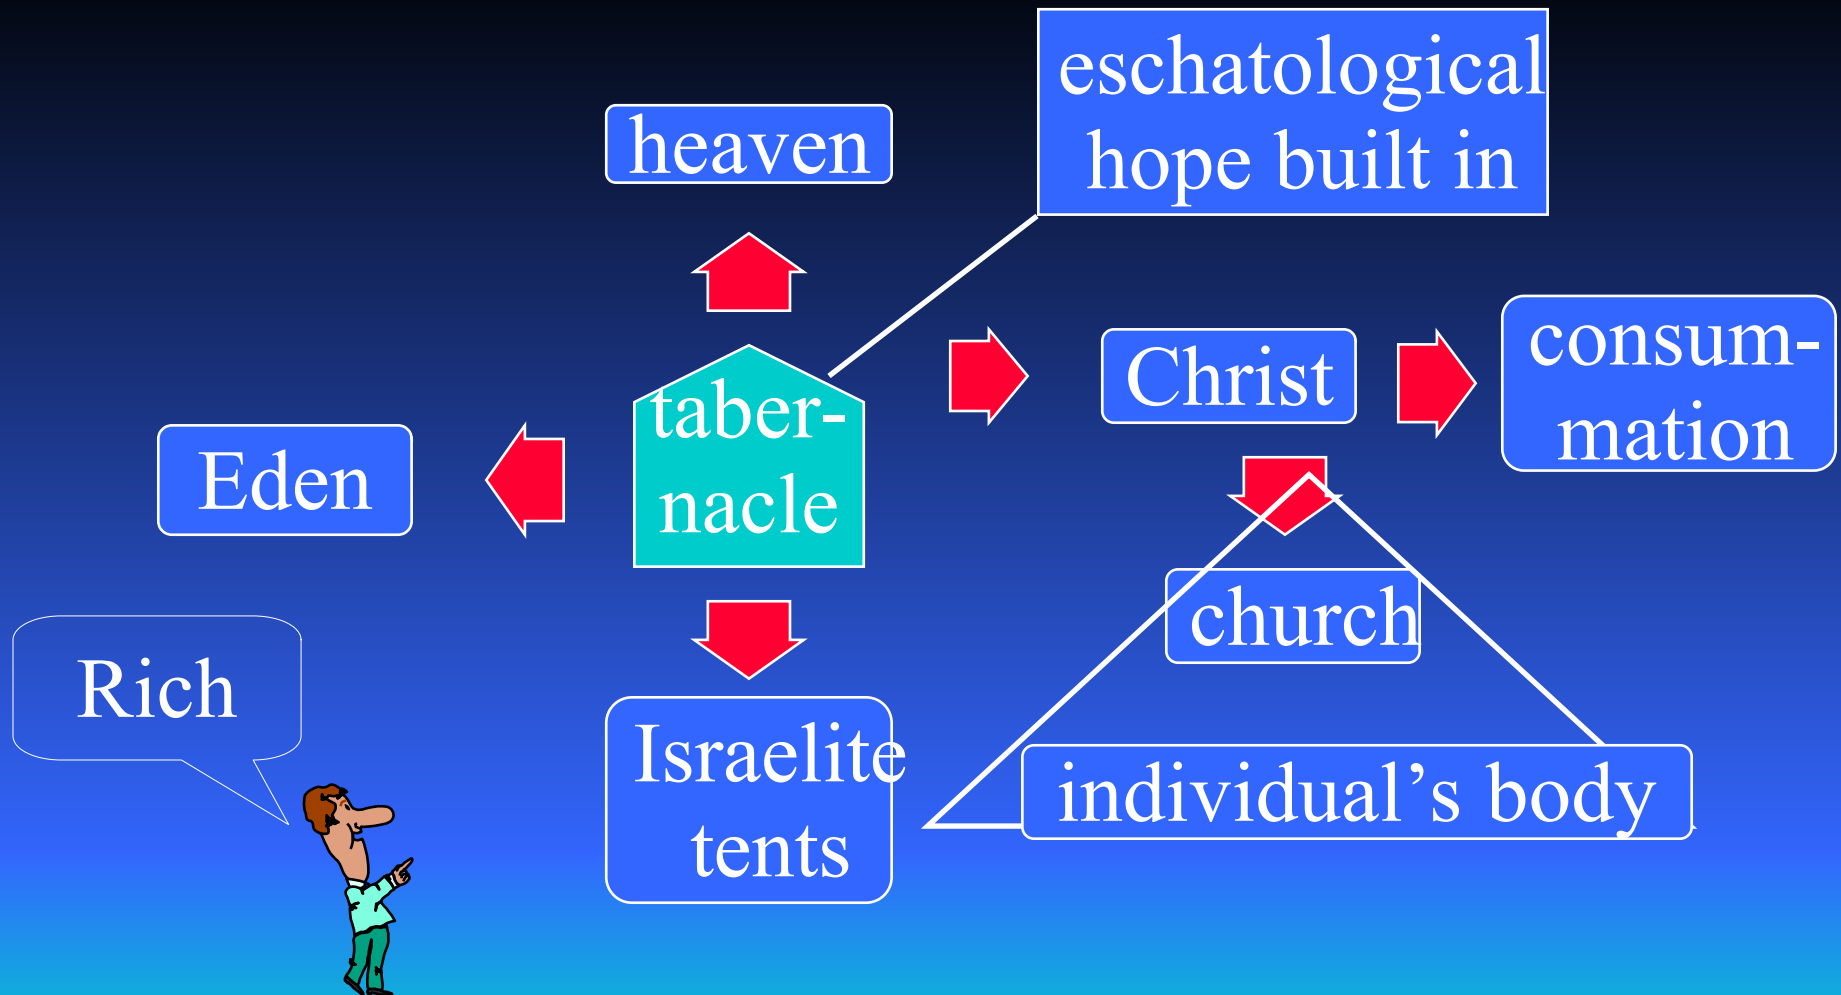 eschatological
hope built in
heaven
consum-
mation
Christ
taber-
nacle
Eden
church
Rich
Israelite
tents
individual’s body